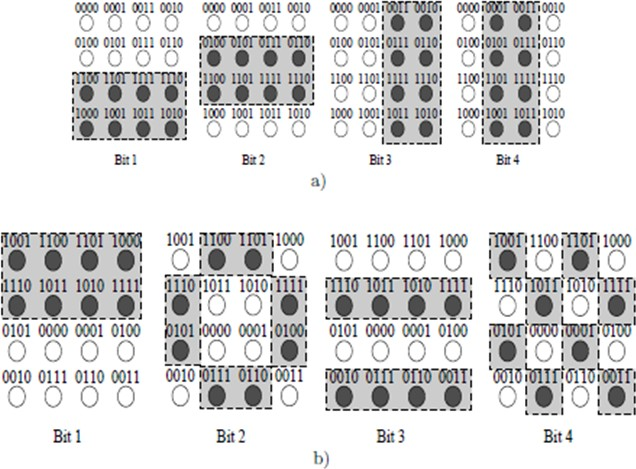 0000 0001 0011 0010 0000 0001 0011 0010 0000 0001 0011 0010 0000 0001 0011 0010
0100 0101 0111 0110 0100 0101 0111 0110 0100 0101 0111 0110 0100 0101 0111 0110
1100 1101 1111 1110 1100 1101 1111 1110 1100 1101 1111 1110 1100 1101 1111 1110
1000 1001 1011 1010 1000 1001 1011 1010 1000 1001 1011 1010 1000 1001 1011 1010
Bit 1 Bit 2 Bit 3 Bit 4
a)
1001 1100 1101 1000 1001 1100 1101 1000 1001 1100 1101 1000 1001 1100 1101 1000
1110 1011 1010 1111 1110 1011 1010 1111 1110 1011 1010 1111 1110 1011 1010 1111
0101 0000 0001 0100 0101 0000 0001 0100 0101 0000 0001 0100 0101 0000 0001 0100
0010 0111 0110 0011 0010 0111 0110 0011 0010 0111 0110 0011 0010 0111 0110 0011
Bit 1 Bit 2 Bit 3 Bit 4
b)